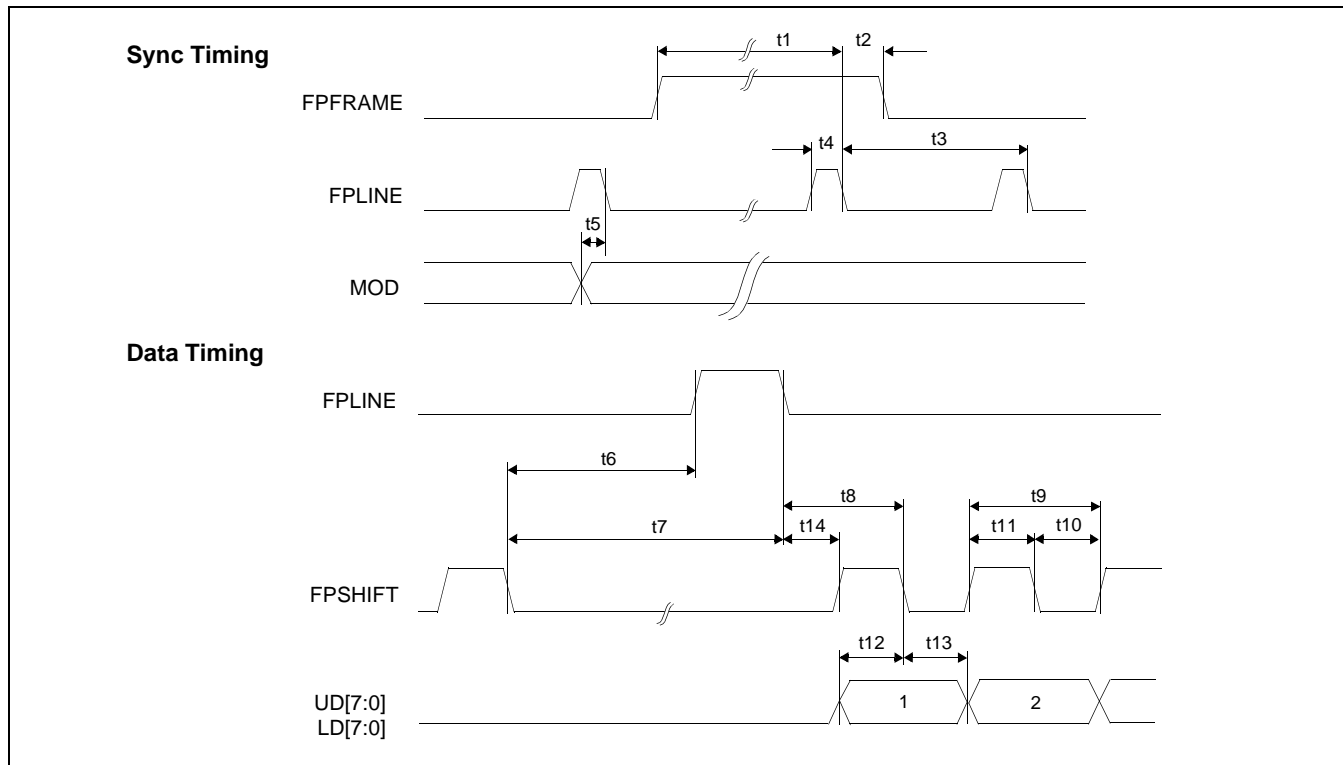 Sync Timing
t1 t2
FPFRAME
t4 t3
FPLINE
t5
MOD
Data Timing
FPLINE
t6
t8 t9
t7 t14 t11 t10
FPSHIFT
t12 t13
UD[7:0] 1 2
LD[7:0]